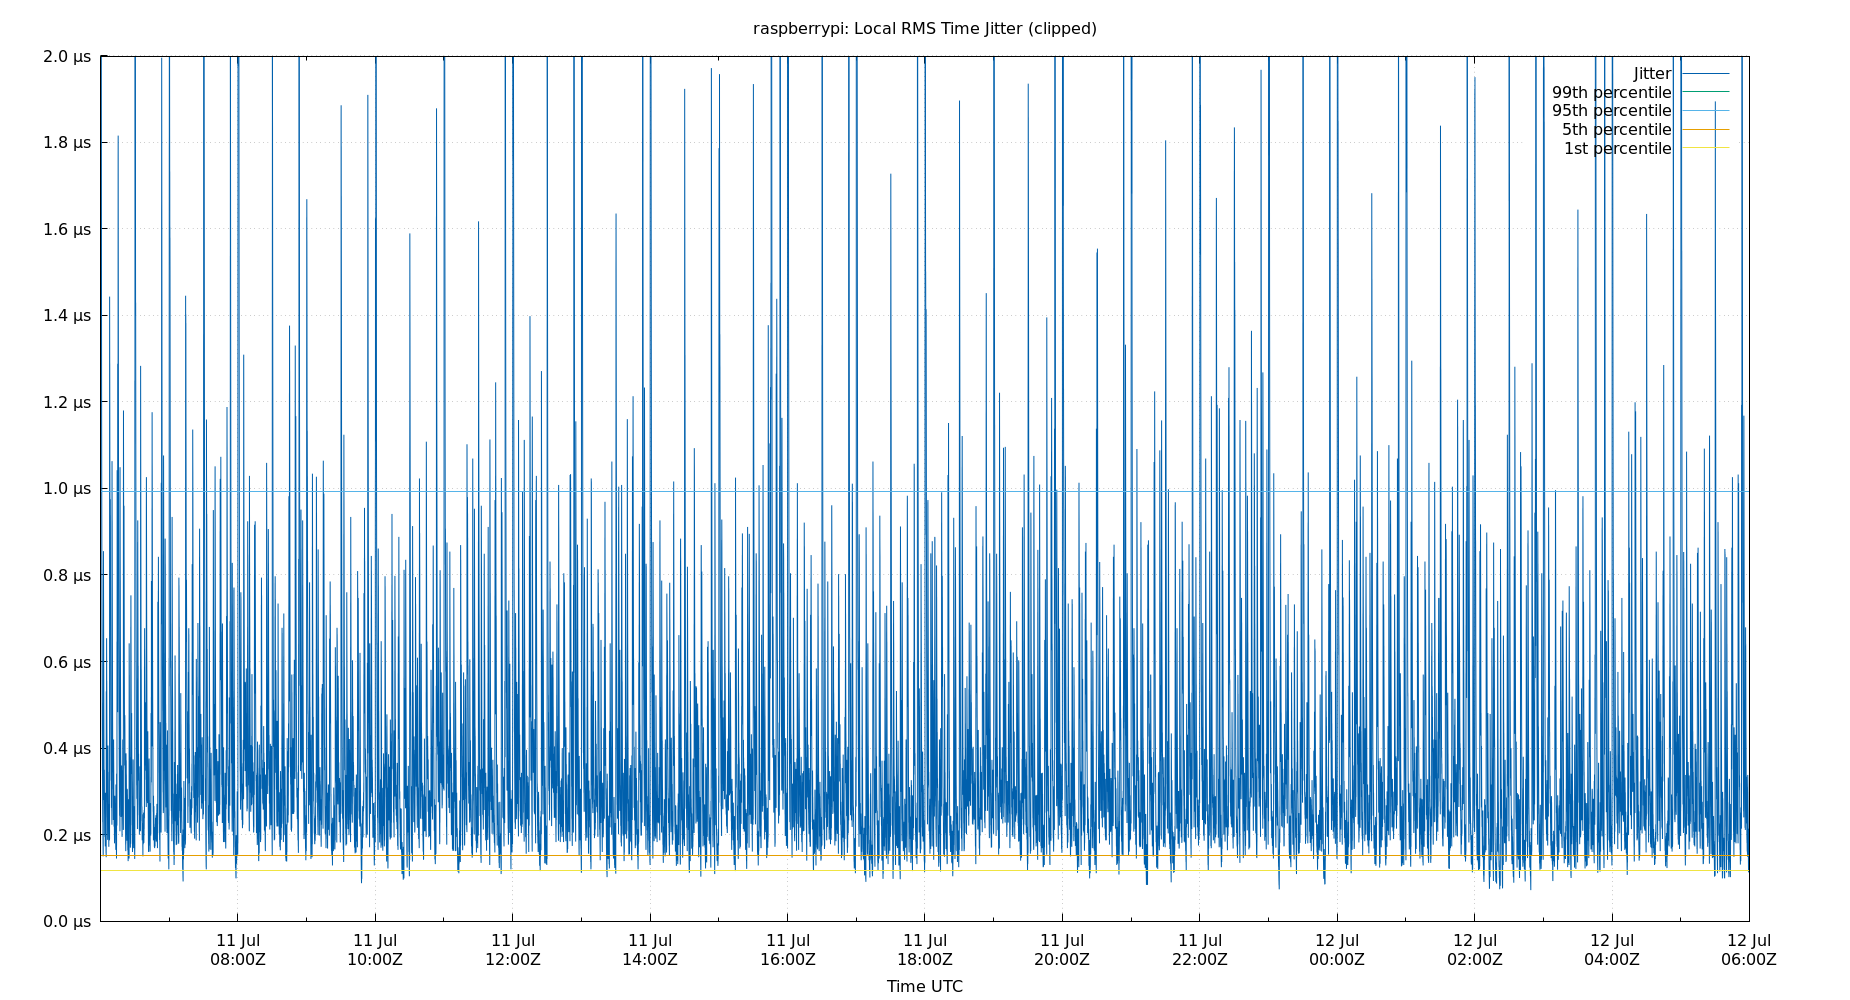 raspberrypi: Local RMS Time Jitter (clipped)
2.0 µs
1.8 µs
1.6 µs
1.4 µs
1.2 µs
1.0 µs
0.8 µs
0.6 µs
0.4 µs
0.2 µs
0.0 µs
Jitter
99th percentile
95th percentile
5th percentile
1st percentile
11 Jul 11 Jul 11 Jul 11 Jul 11 Jul 11 Jul 11 Jul 11 Jul 12 Jul 12 Jul 12 Jul 12 Jul
08:00Z 10:00Z 12:00Z 14:00Z 16:00Z 18:00Z 20:00Z 22:00Z 00:00Z 02:00Z 04:00Z 06:00Z
Time UTC